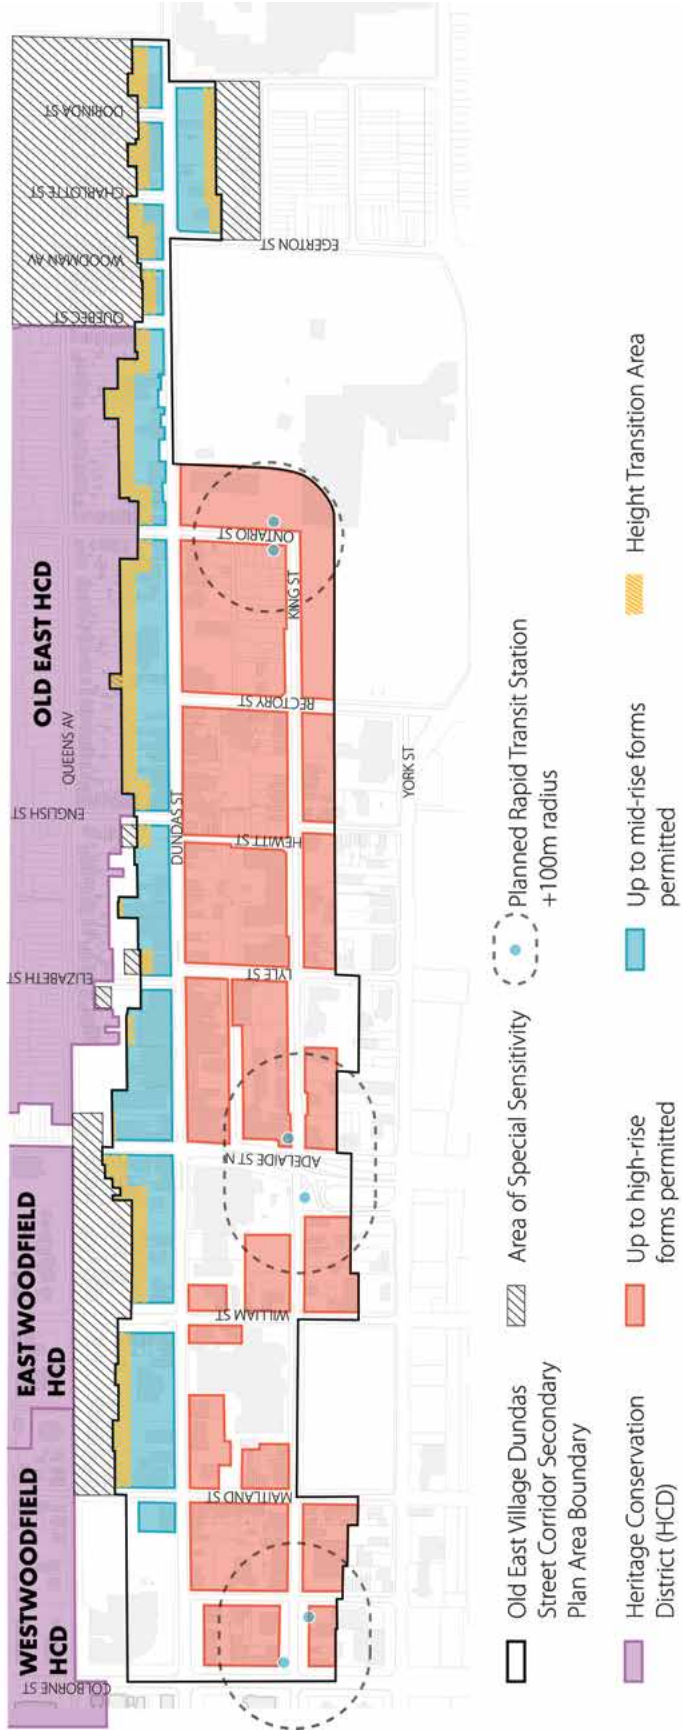 WESTWOODFIELD
HCD
EAST WOODFIELD
HCD
OLD EAST HCD
COLBORNE ST
MAITLAND ST
WILLIAM ST
ADELAIDE ST N
ELIZABETH ST
LYLE ST
ENGLISH ST
QUEENS AV
DUNDAS ST
HEWITT ST
RECTORY ST
KING ST
ONTARIO ST
YORK ST
QUEBEC ST
WOODMAN AV
CHARLOTTE ST
DORINDA ST
EGERTON ST
Old East Village Dundas
Street Corridor Secondary
Plan Area Boundary
Area of Special Sensitivity
Planned Rapid Transit Station
+100m radius
Heritage Conservation
District (HCD)
Up to high-rise
forms permitted
Up to mid-rise forms
permitted
Height Transition Area